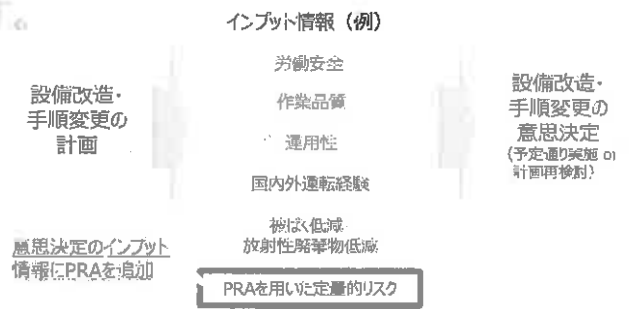 インプット情報（例）
設備改造・
手順変更の
計画
労働安全
作業品質
運用性
国内外運転経験
被ばく低減
放射性廃棄物低減
PRAを用いた定量的リスク
設備改造・
手順変更の
意思決定
（予定通り実施 or
計画再検討）
意思決定のインプット
情報にPRAを追加